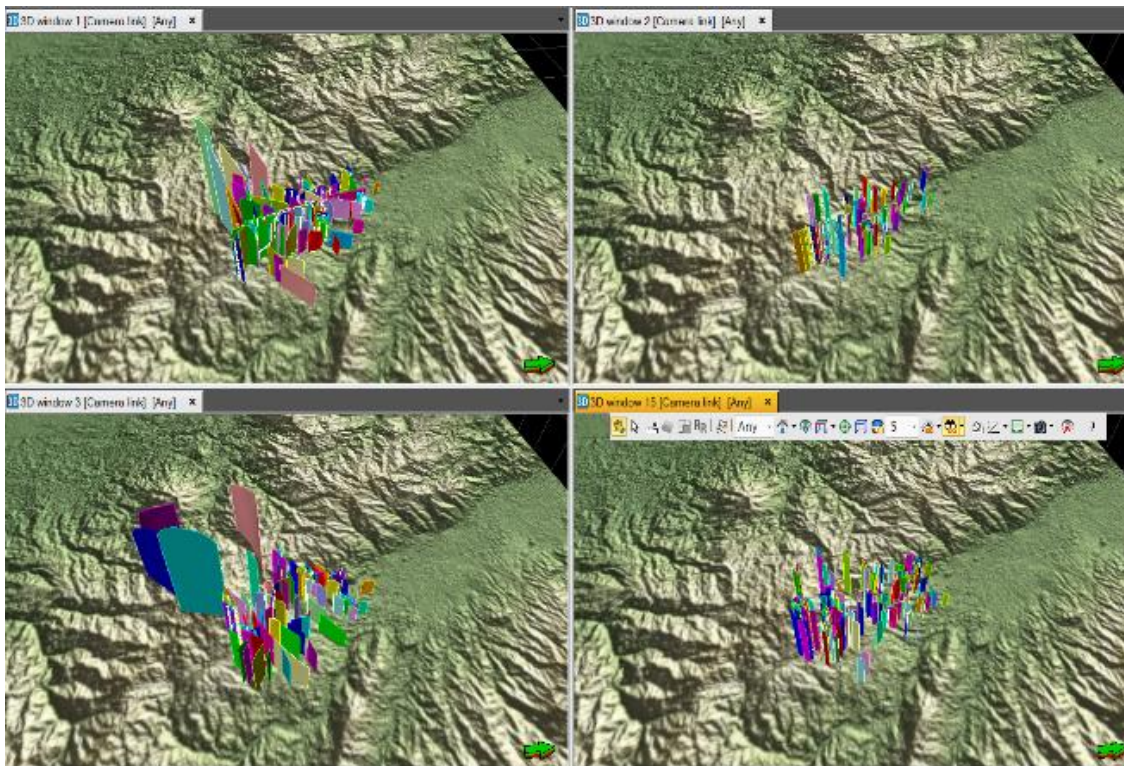 3D window 1 [Camera link] [Any]
3D window 2 [Camera link] [Any]
3D window 3 [Camera link] [Any]
3D window 15 [Camera link] [Any]
Any
5
?